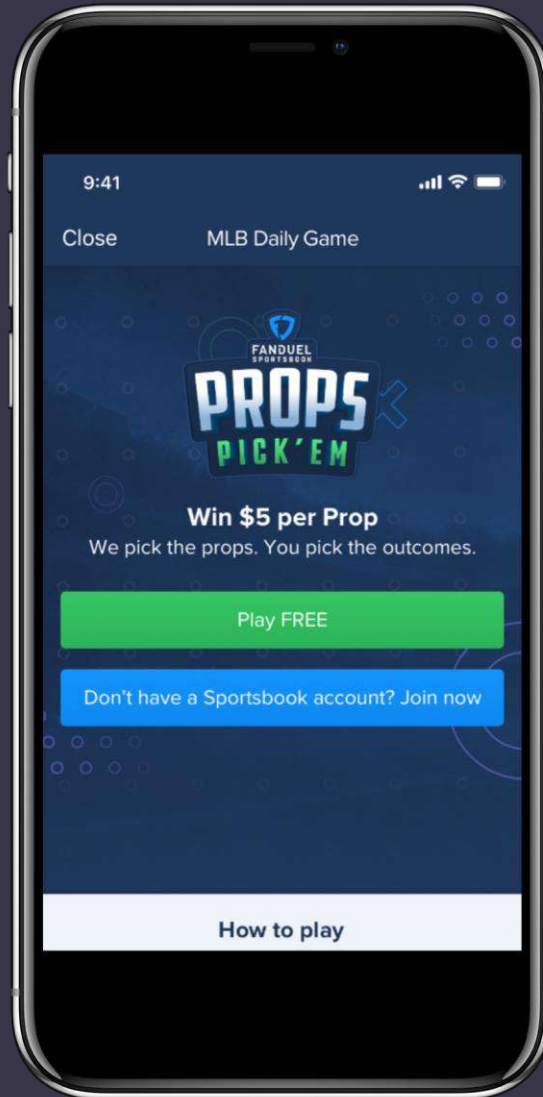 9:41
Close MLB Daily Game
FANDUEL
SPORTSBOOK
PROPS
PICK'EM
Win $5 per Prop
We pick the props. You pick the outcomes.
Play FREE
Don't have a Sportsbook account? Join now
How to play